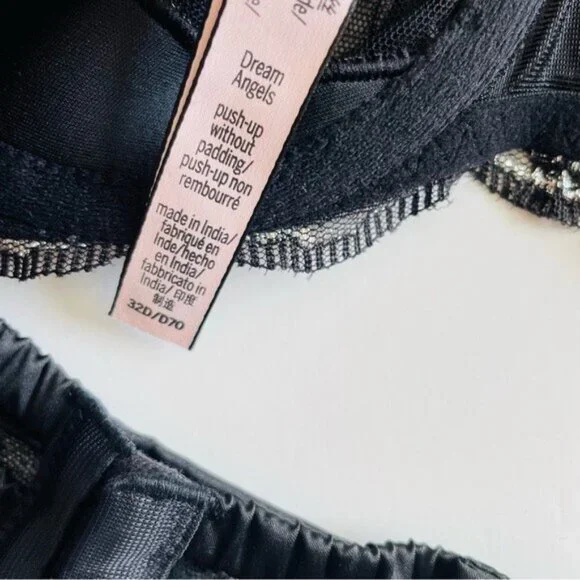 Dream
Angels
push-up
without
padding/
push-up non
rembourré
made in India/
fabriqué en
Inde/hecho
en India/
fabbricato in
India/ 印度
制造
32D/D70